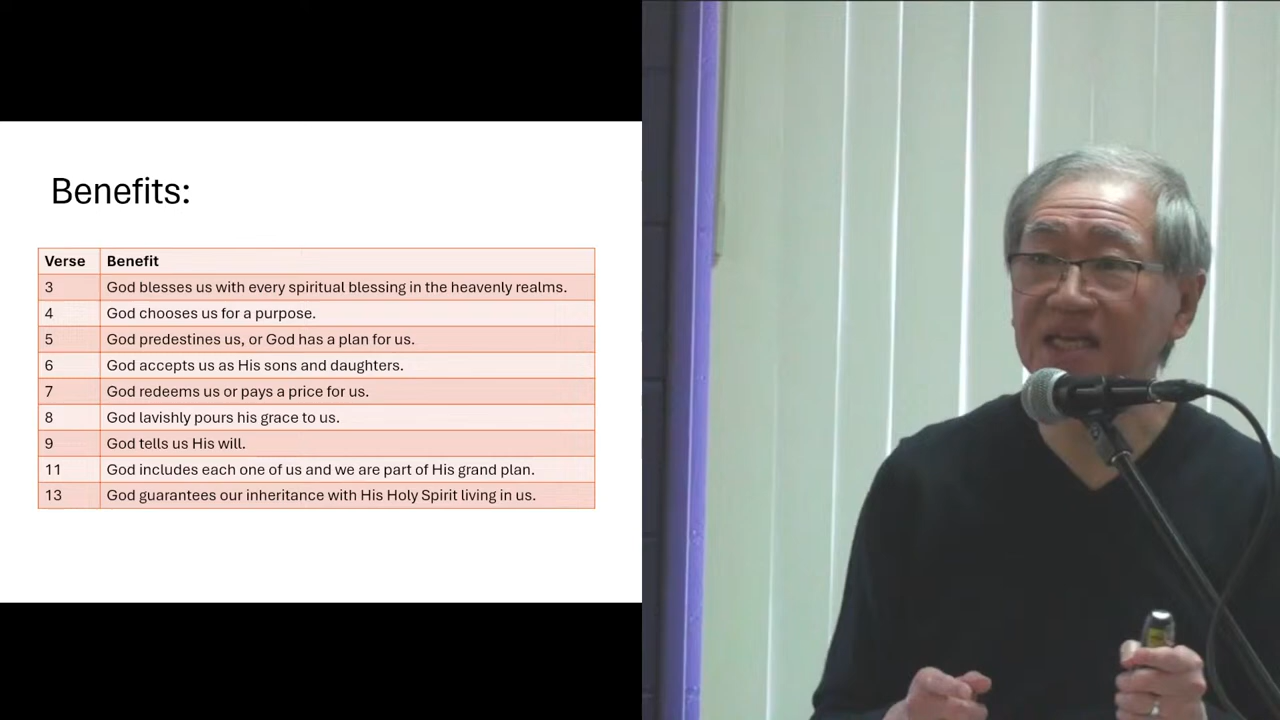 Benefits:
Verse Benefit
3 God blesses us with every spiritual blessing in the heavenly realms.
4 God chooses us for a purpose.
5 God predestines us, or God has a plan for us.
6 God accepts us as His sons and daughters.
7 God redeems us or pays a price for us.
8 God lavishly pours his grace to us.
9 God tells us His will.
11 God includes each one of us and we are part of His grand plan.
13 God guarantees our inheritance with His Holy Spirit living in us.